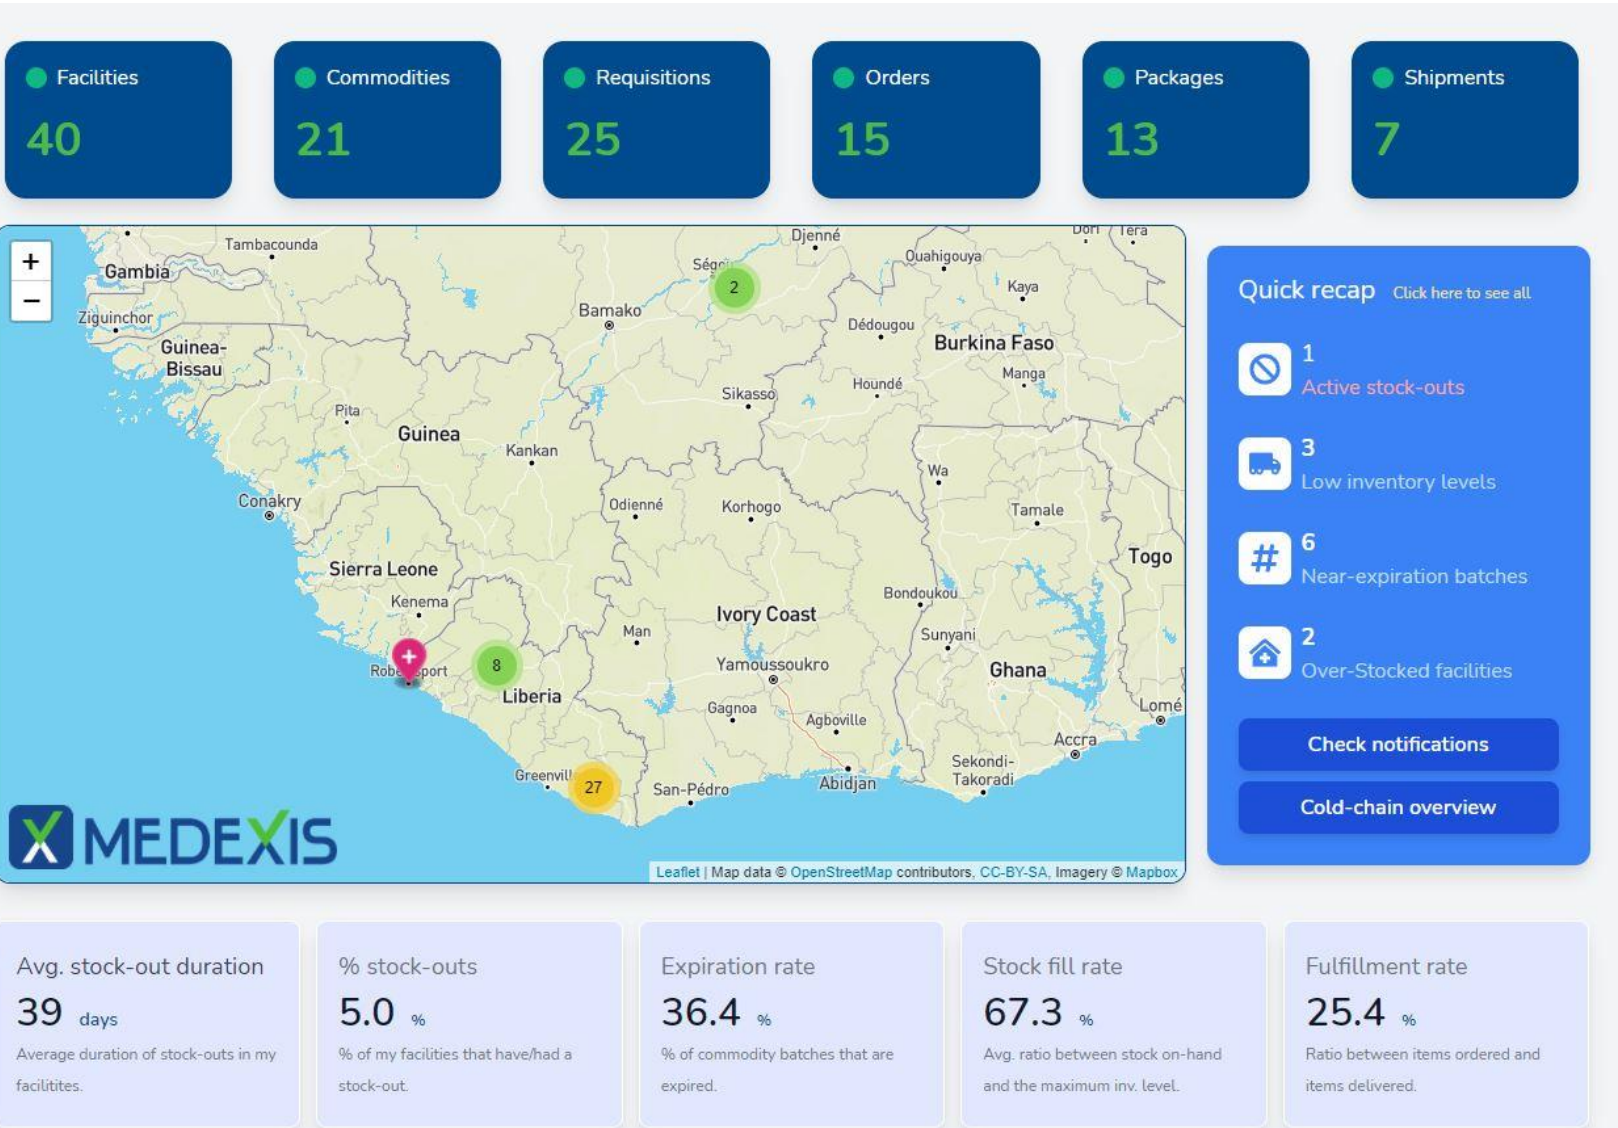 Facilities
40
Commodities
21
Requisitions
25
Orders
15
Packages
13
Shipments
7
+
−
Tambacounda
Gambia
Ziguinchor
Guinea-
Bissau
Djenné
2
Bamako
Ouahigouya
Kaya
Dédougou
Burkina Faso
Manga
Houndé
Sikasso
Pita
Guinea
Kankan
Conakry
Odienné
Korhogo
Wa
Tamale
Togo
Sierra Leone
Kenema
Ivory Coast
Bondoukou
Man
Sunyani
8
Yamoussoukro
Ghana
Liberia
Gagnoa
Agboville
Lomé
Accra
Sekondi-
Takoradi
27
San-Pédro
Abidjan
MEDEXIS
Leaflet | Map data © OpenStreetMap contributors, CC-BY-SA, Imagery © Mapbox
Quick recap Click here to see all
1
Active stock-outs
3
Low inventory levels
6
Near-expiration batches
2
Over-Stocked facilities
Check notifications
Cold-chain overview
Avg. stock-out duration
39 days
Average duration of stock-outs in my
facilitites.
% stock-outs
5.0 %
% of my facilities that have/had a
stock-out.
Expiration rate
36.4 %
% of commodity batches that are
expired.
Stock fill rate
67.3 %
Avg. ratio between stock on-hand
and the maximum inv. level.
Fulfillment rate
25.4 %
Ratio between items ordered and
items delivered.